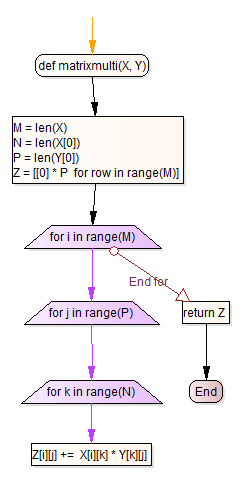 def matrixmulti(X, Y)
M = len(X)
N = len(X[0])
P = len(Y[0])
Z = [[0] * P  for row in range(M)]
for i in range(M)
End for
for j in range(P)
return Z
for k in range(N)
End
Z[i][j] +=  X[i][k] * Y[k][j]